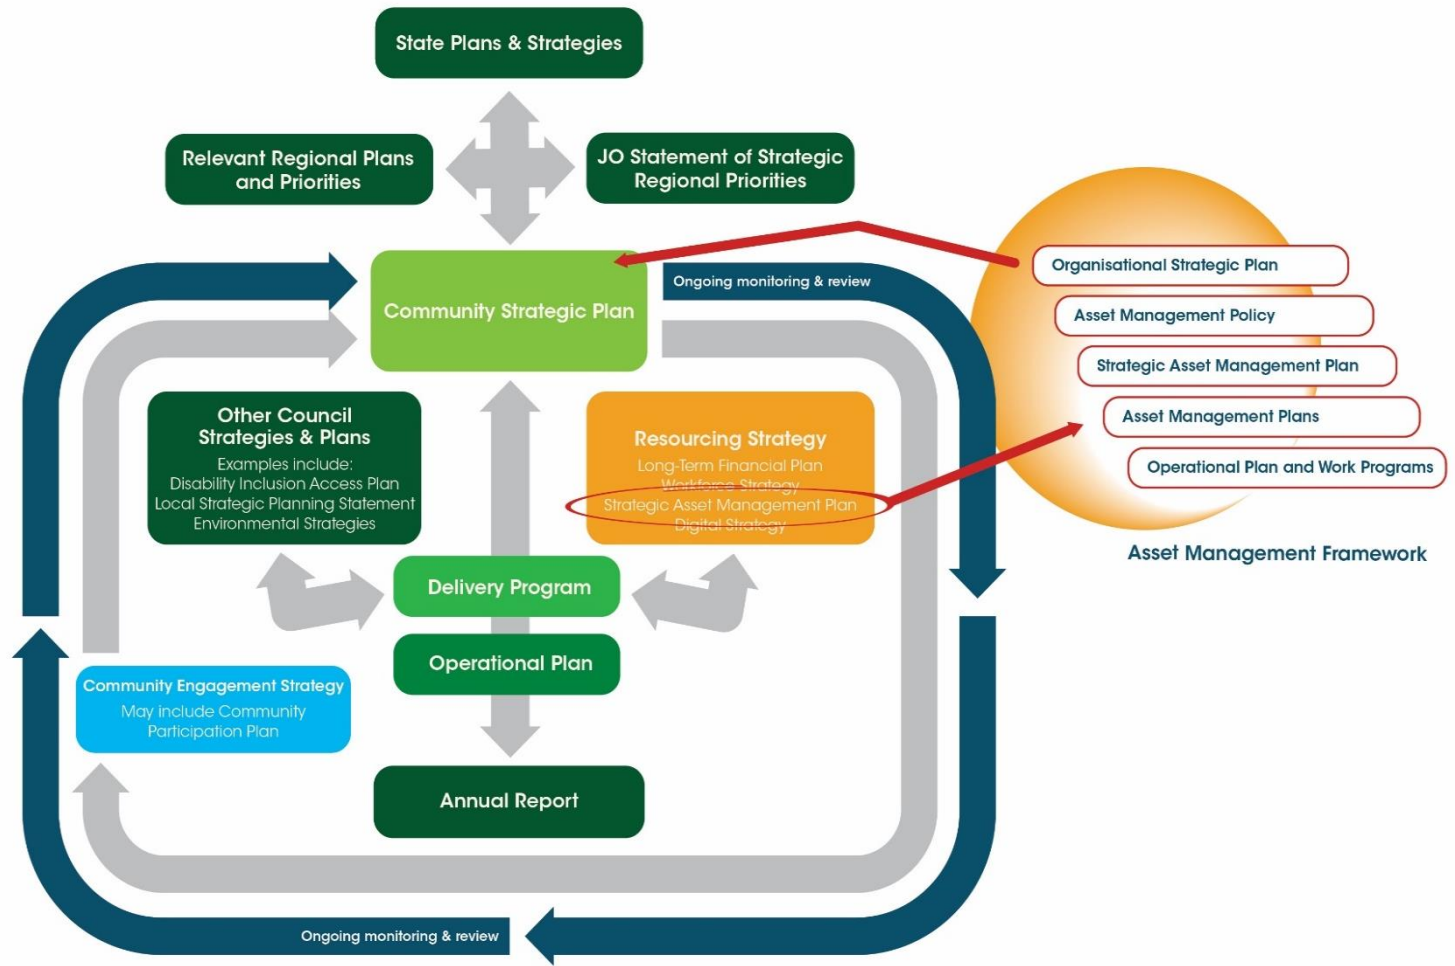 State Plans & Strategies
Relevant Regional Plans
and Priorities
JO Statement of Strategic
Regional Priorities
Community Strategic Plan
Ongoing monitoring & review
Organisational Strategic Plan
Asset Management Policy
Strategic Asset Management Plan
Asset Management Plans
Operational Plan and Work Programs
Asset Management Framework
Other Council
Strategies & Plans
Examples include:
Disability Inclusion Access Plan
Local Strategic Planning Statement
Environmental Strategies
Resourcing Strategy
Long-Term Financial Plan
Workforce Strategy
Strategic Asset Management Plan
Digital Strategy
Delivery Program
Operational Plan
Community Engagement Strategy
May include Community
Participation Plan
Annual Report
Ongoing monitoring & review